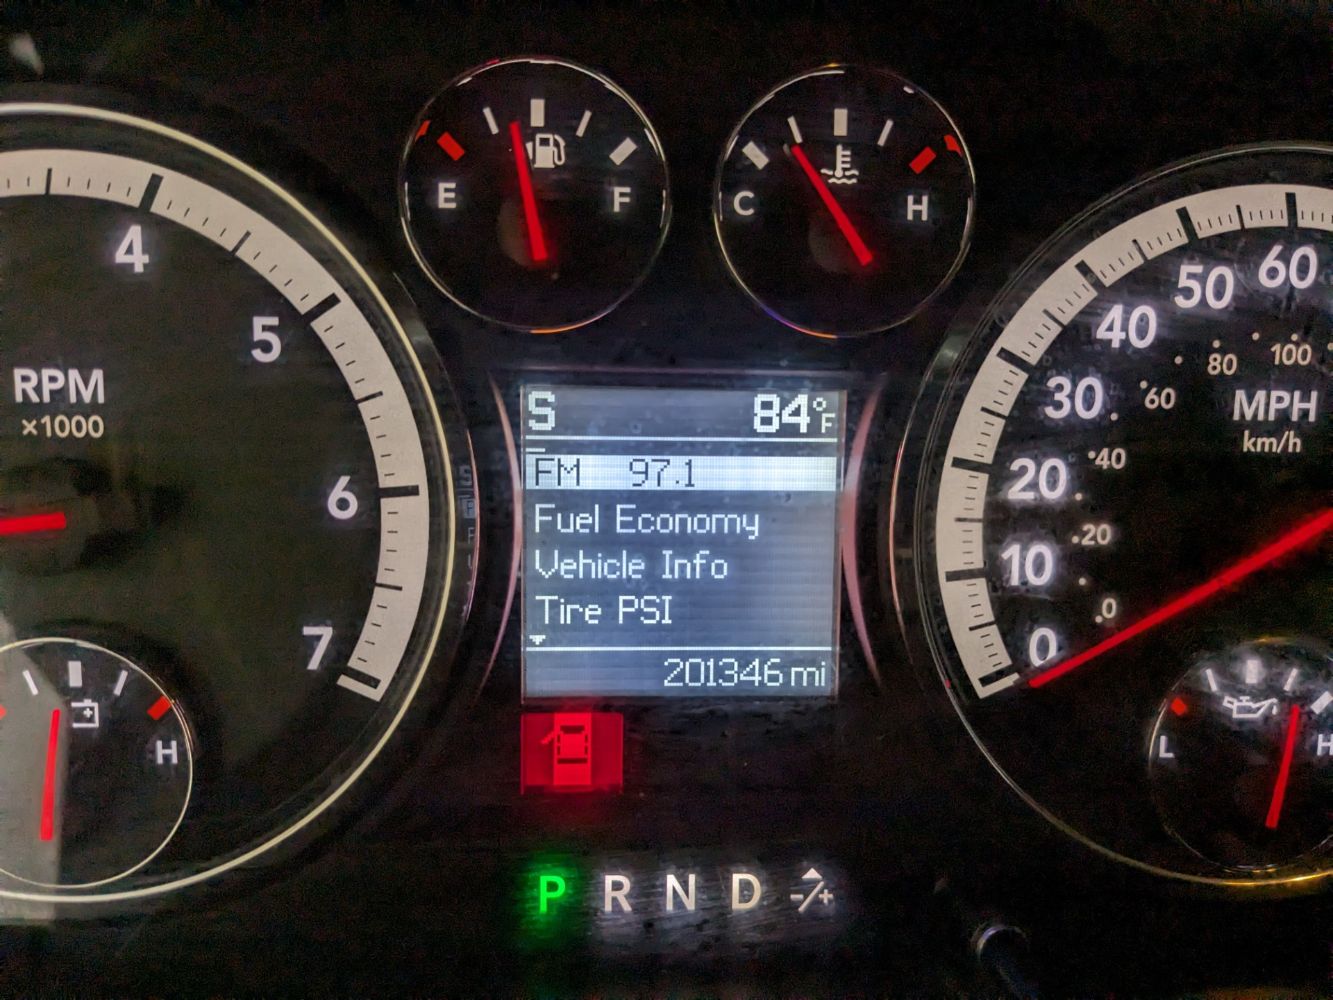 E F
C H
4
5
6
7
RPM
×1000
H
S 84°F
FM 97.1
Fuel Economy
Vehicle Info
Tire PSI
201346 mi
P R N D -/+
60
50
40
30
20
10
0
100
80
60
40
20
0
MPH
km/h
L H